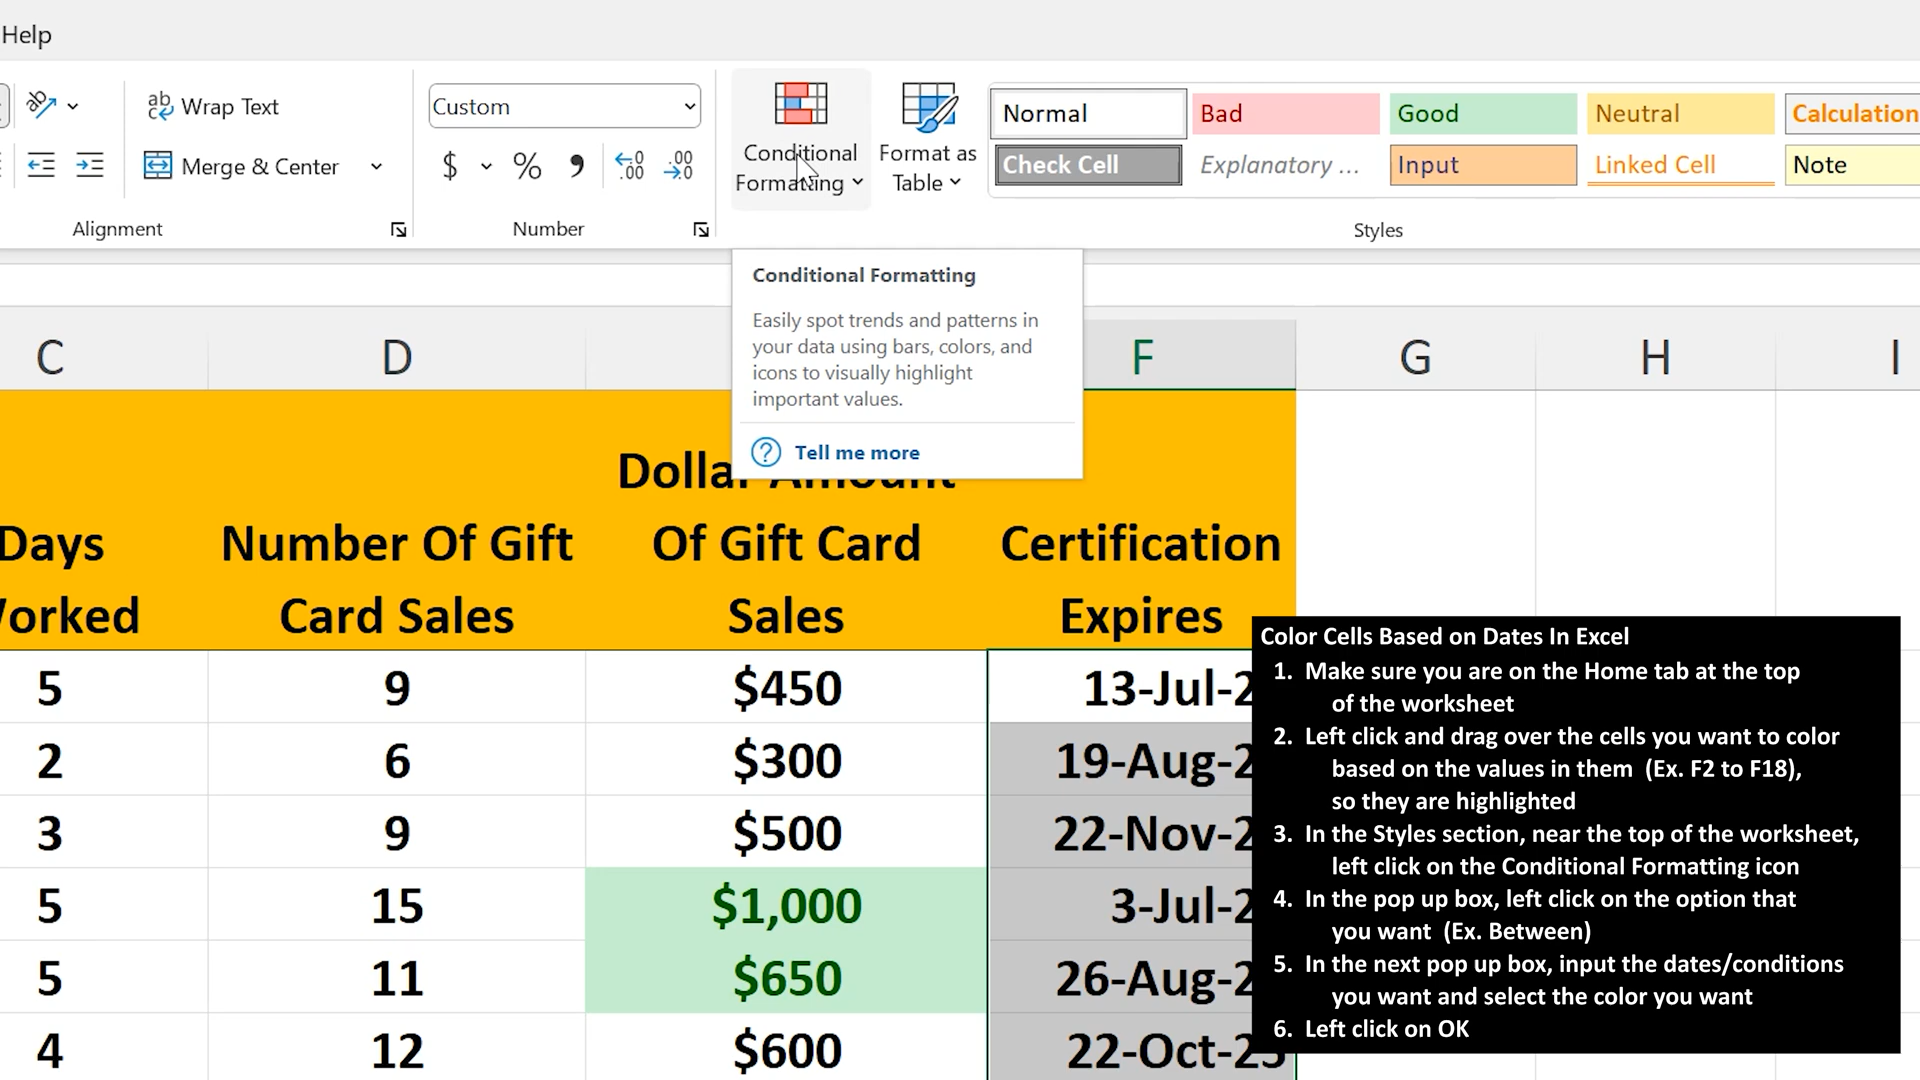 Help
Wrap Text
Custom
Merge & Center
$ % ,
Alignment
Number
Conditional
Formatting
Format as
Table
Normal
Bad
Good
Neutral
Calculation
Check Cell
Explanatory ...
Input
Linked Cell
Note
Styles
Conditional Formatting
Easily spot trends and patterns in
your data using bars, colors, and
icons to visually highlight
important values.
Tell me more
C D F G H I
Days
Number Of Gift
Card Sales
Dollar Amount
Of Gift Card
Sales
Certification
Expires
5 9 $450 13-Jul-2
2 6 $300 19-Aug-2
3 9 $500 22-Nov-2
5 15 $1,000 3-Jul-2
5 11 $650 26-Aug-2
4 12 $600 22-Oct-23
Color Cells Based on Dates In Excel
1. Make sure you are on the Home tab at the top
of the worksheet
2. Left click and drag over the cells you want to color
based on the values in them (Ex. F2 to F18),
so they are highlighted
3. In the Styles section, near the top of the worksheet,
left click on the Conditional Formatting icon
4. In the pop up box, left click on the option that
you want (Ex. Between)
5. In the next pop up box, input the dates/conditions
you want and select the color you want
6. Left click on OK